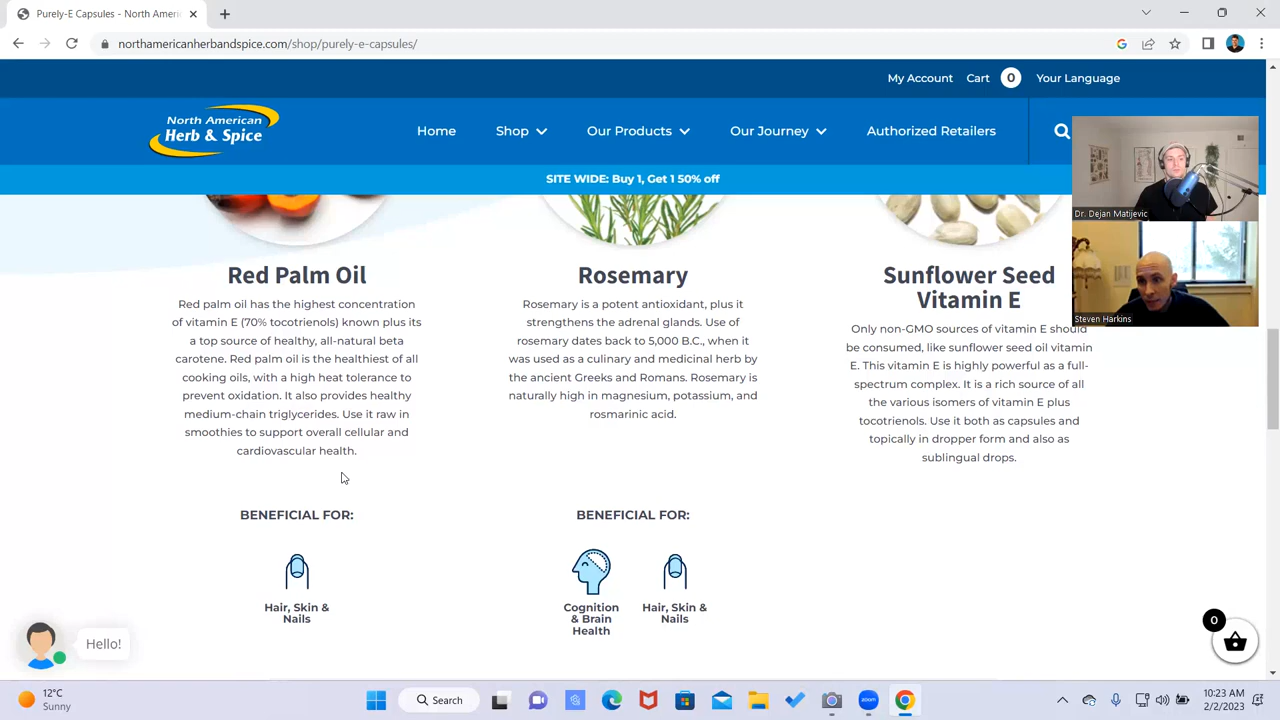 Purely-E Capsules - North Americ
northamericanherbandspice.com/shop/purely-e-capsules/
My Account
Cart
0
Your Language
North American
Herb & Spice
Home
Shop
Our Products
Our Journey
Authorized Retailers
SITE WIDE: Buy 1, Get 1 50% off
Dr. Dejan Matijevic
Steven Harkins
Red Palm Oil
Red palm oil has the highest concentration
of vitamin E (70% tocotrienols) known plus its
a top source of healthy, all-natural beta
carotene. Red palm oil is the healthiest of all
cooking oils, with a high heat tolerance to
prevent oxidation. It also provides healthy
medium-chain triglycerides. Use it raw in
smoothies to support overall cellular and
cardiovascular health.
BENEFICIAL FOR:
Hair, Skin &
Nails
Rosemary
Rosemary is a potent antioxidant, plus it
strengthens the adrenal glands. Use of
rosemary dates back to 5,000 B.C., when it
was used as a culinary and medicinal herb by
the ancient Greeks and Romans. Rosemary is
naturally high in magnesium, potassium, and
rosmarinic acid.
BENEFICIAL FOR:
Cognition
& Brain
Health
Hair, Skin &
Nails
Sunflower Seed
Vitamin E
Only non-GMO sources of vitamin E should
be consumed, like sunflower seed oil vitamin
E. This vitamin E is highly powerful as a full-
spectrum complex. It is a rich source of all
the various isomers of vitamin E plus
tocotrienols. Use it both as capsules and
topically in dropper form and also as
sublingual drops.
Hello!
0
12°C
Sunny
Search
10:23 AM
2/2/2023